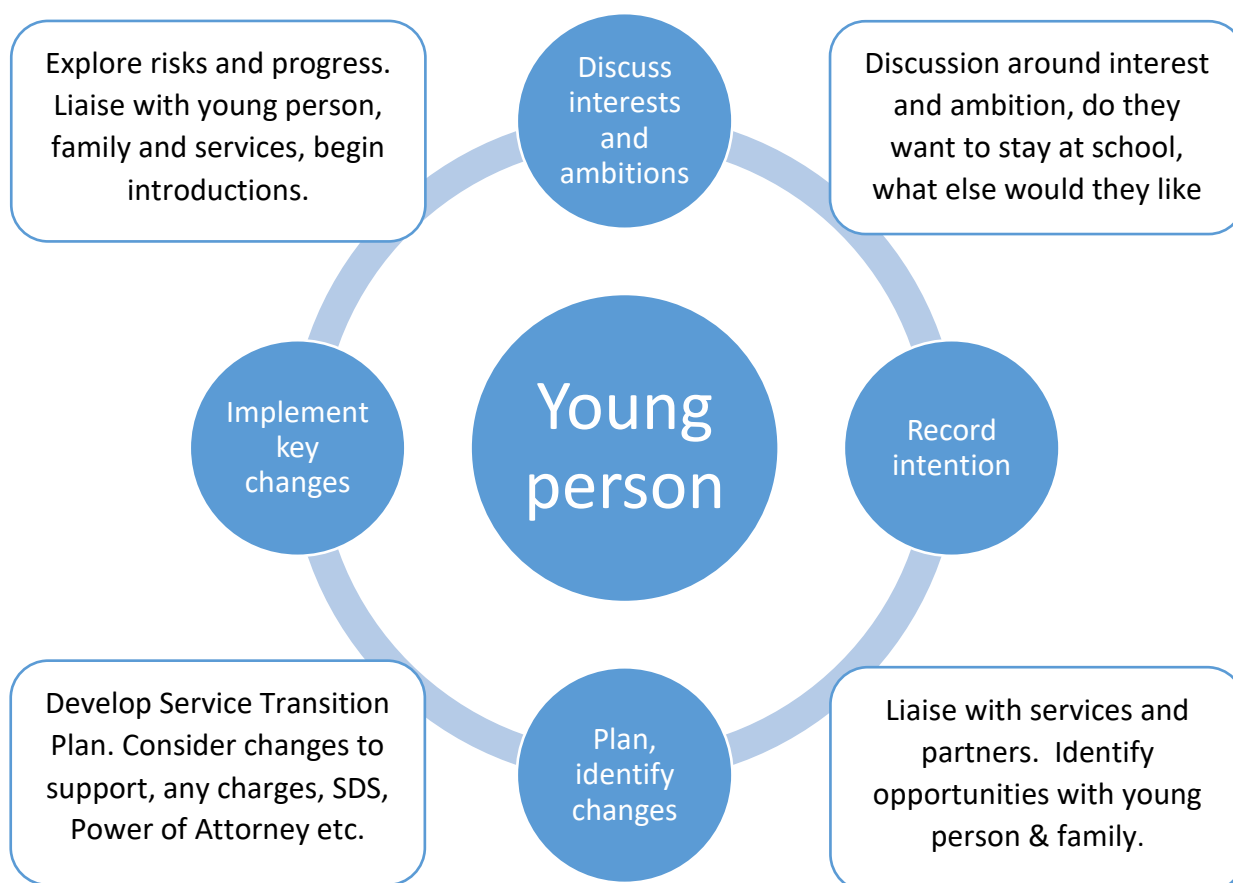 Explore risks and progress.
Liaise with young person,
family and services, begin
introductions.
Discuss
interests
and
ambitions
Discussion around interest
and ambition, do they
want to stay at school,
what else would they like
Implement
key
changes
Young
person
Record
intention
Develop Service Transition
Plan. Consider changes to
support, any charges, SDS,
Power of Attorney etc.
Plan,
identify
changes
Liaise with services and
partners.  Identify
opportunities with young
person & family.